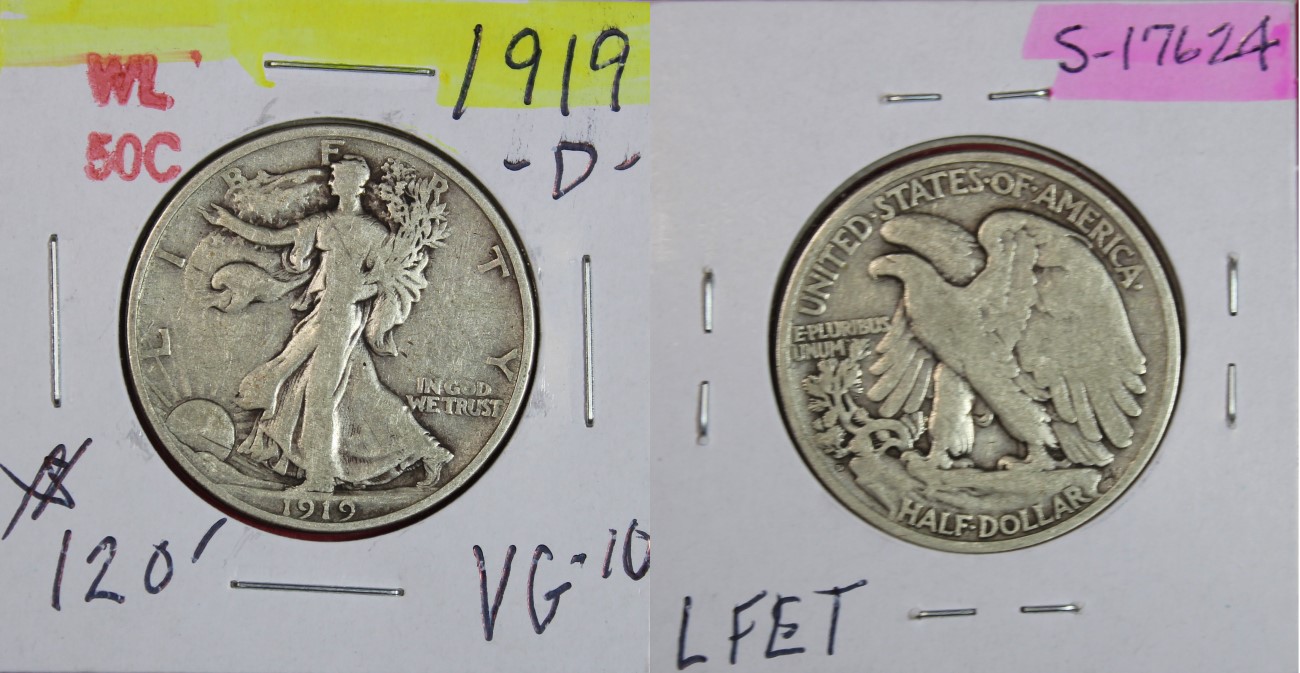 WL
50C
1919
-D-
LIBERTY
IN GOD
WE TRUST
1919
120
VG-10
S-17624
UNITED·STATES·OF·AMERICA·
E·PLURIBUS
UNUM
HALF·DOLLAR
LFET